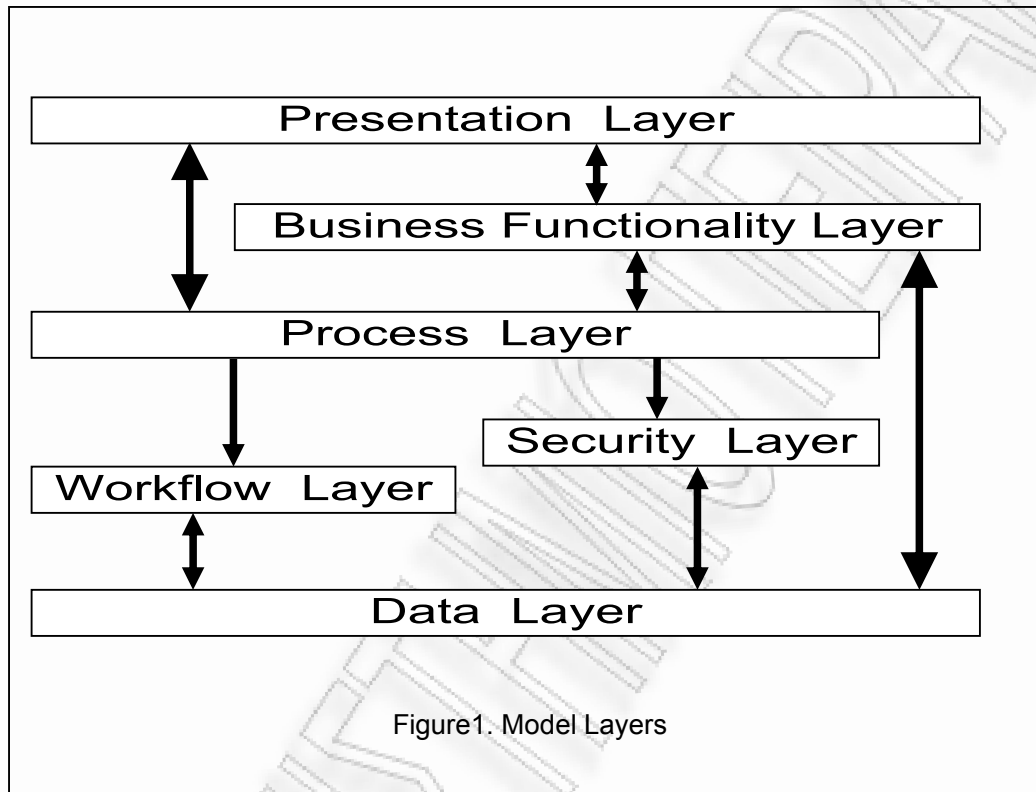 Presentation Layer
Business Functionality Layer
Process Layer
Security Layer
Workflow Layer
Data Layer
Figure1. Model Layers